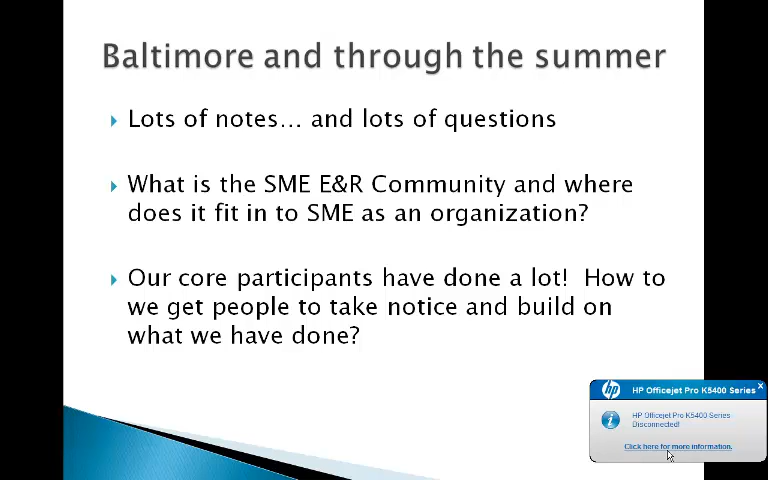 Baltimore and through the summer
Lots of notes... and lots of questions
What is the SME E&R Community and where
does it fit in to SME as an organization?
Our core participants have done a lot! How to
we get people to take notice and build on
what we have done?
hp HP Officejet Pro K5400 Series x
HP Officejet Pro K5400 Series
Disconnected!
Click here for more information.